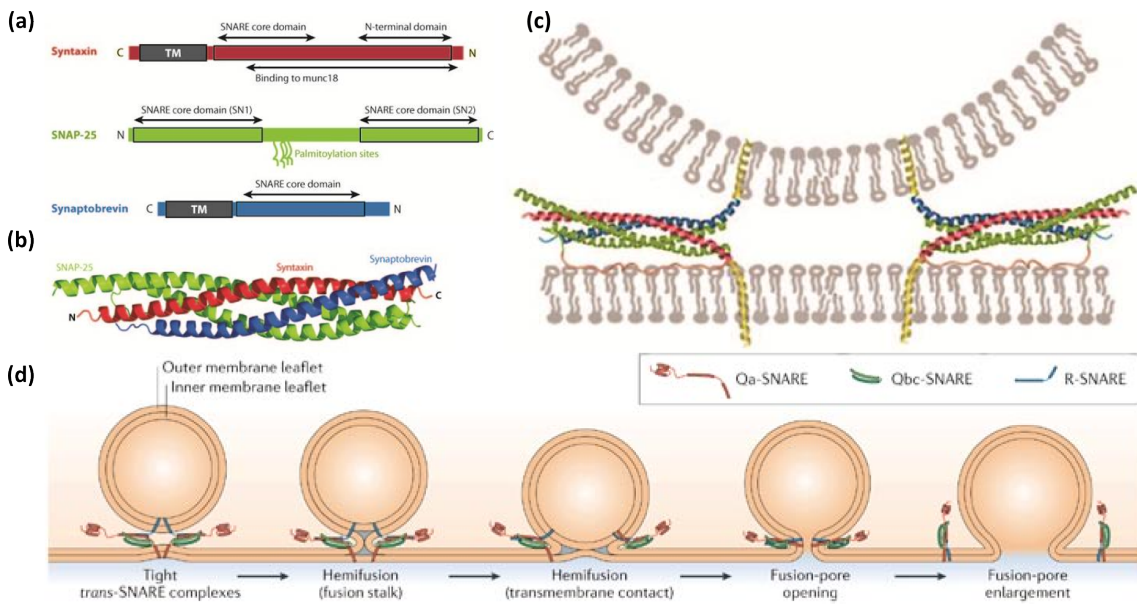 (a)
SNARE core domain
N-terminal domain
Syntaxin
C
TM
N
Binding to munc18
SNARE core domain (SN1)
SNARE core domain (SN2)
SNAP-25
N
C
Palmitoylation sites
SNARE core domain
Synaptobrevin
C
TM
N
(b)
SNAP-25
Syntaxin
Synaptobrevin
N
C
(c)
(d)
Outer membrane leaflet
Inner membrane leaflet
Qa-SNARE
Qbc-SNARE
R-SNARE
Tight
trans-SNARE complexes
Hemifusion
(fusion stalk)
Hemifusion
(transmembrane contact)
Fusion-pore
opening
Fusion-pore
enlargement